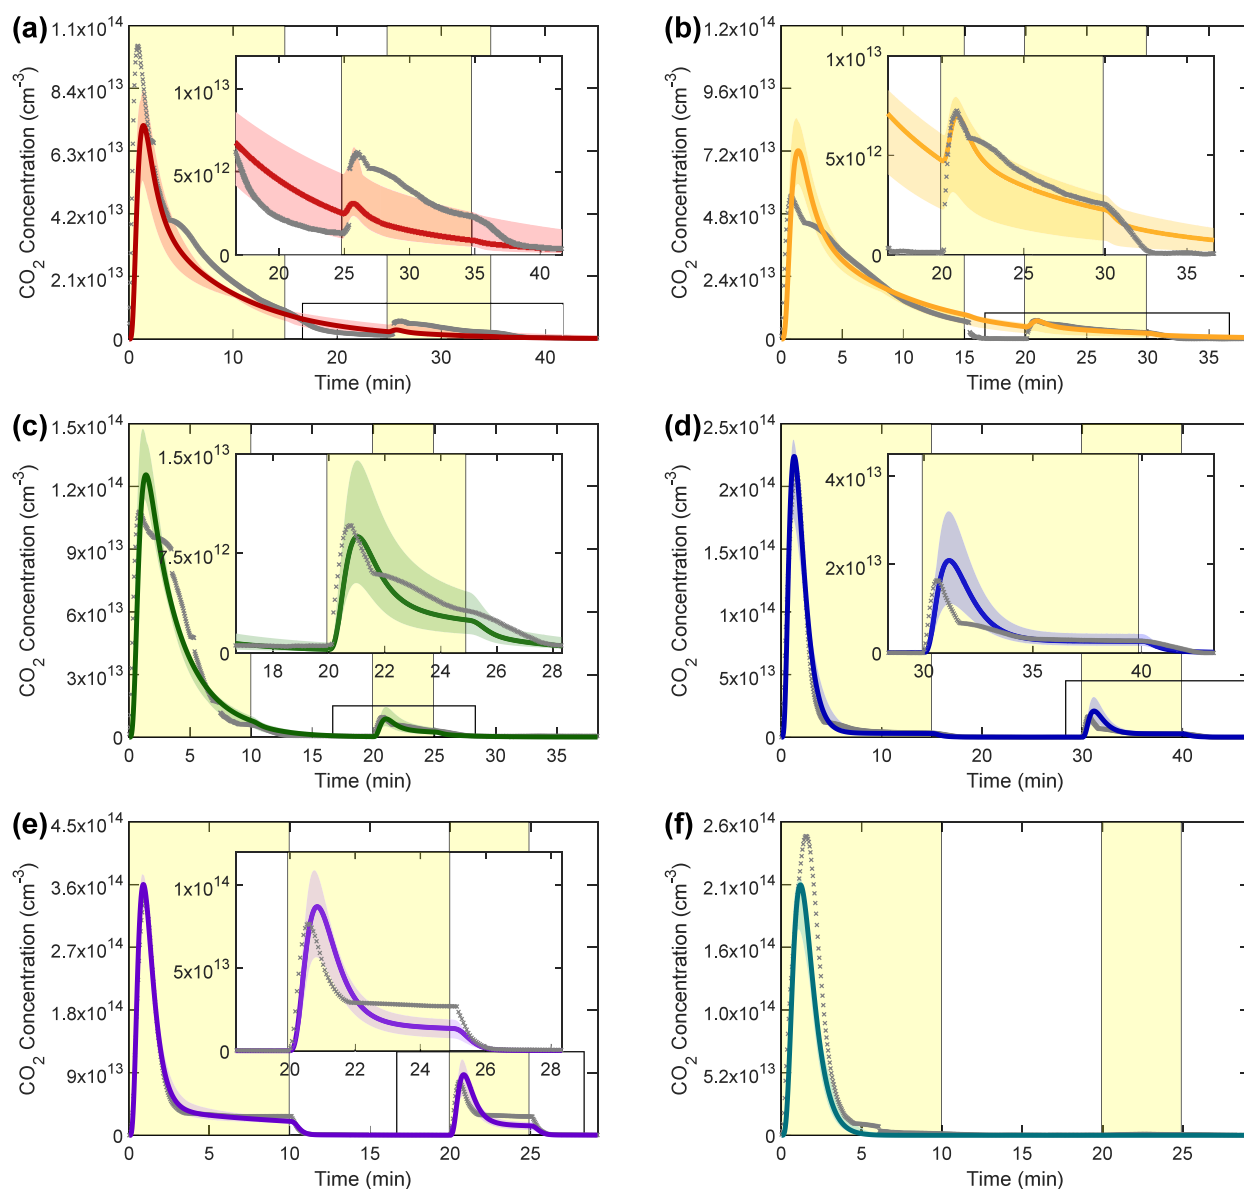 (a)
CO2 Concentration (cm-3)
1.1x10^14
8.4x10^13
6.3x10^13
4.2x10^13
2.1x10^13
0
0 10 20 30 40
Time (min)
1x10^13
5x10^12
0
20 25 30 35 40
(b)
CO2 Concentration (cm-3)
1.2x10^14
9.6x10^13
7.2x10^13
4.8x10^13
2.4x10^13
0
0 5 10 15 20 25 30 35
Time (min)
1x10^13
5x10^12
0
20 25 30 35
(c)
CO2 Concentration (cm-3)
1.5x10^14
1.2x10^14
9x10^13
6x10^13
3x10^13
0
0 5 10 15 20 25 30 35
Time (min)
1.5x10^13
7.5x10^12
0
18 20 22 24 26 28
(d)
CO2 Concentration (cm-3)
2.5x10^14
2x10^14
1.5x10^14
1x10^14
5x10^13
0
0 10 20 30 40
Time (min)
4x10^13
2x10^13
0
30 35 40
(e)
CO2 Concentration (cm-3)
4.5x10^14
3.6x10^14
2.7x10^14
1.8x10^14
9x10^13
0
0 5 10 15 20 25
Time (min)
1x10^14
5x10^13
0
20 22 24 26 28
(f)
CO2 Concentration (cm-3)
2.6x10^14
2.1x10^14
1.6x10^14
1.0x10^14
5.2x10^13
0
0 5 10 15 20 25
Time (min)